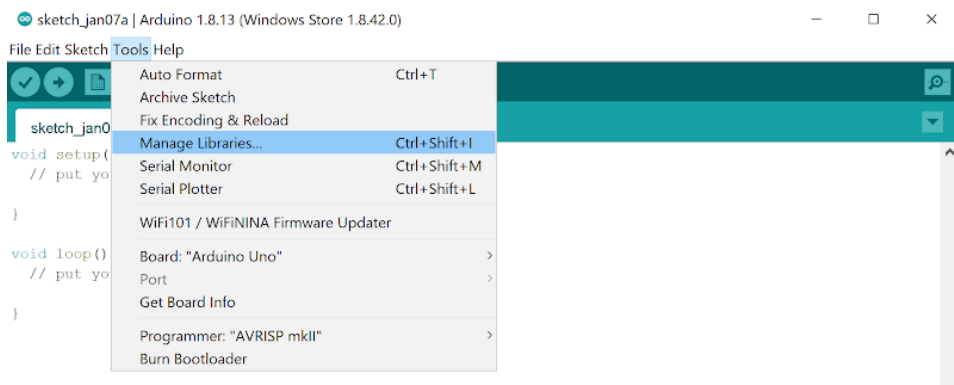 sketch_jan07a | Arduino 1.8.13 (Windows Store 1.8.42.0)
File Edit Sketch Tools Help
Auto Format Ctrl+T
Archive Sketch
sketch_jan0 Fix Encoding & Reload
Manage Libraries... Ctrl+Shift+I
void setup(
Serial Monitor Ctrl+Shift+M
// put yo
Serial Plotter Ctrl+Shift+L
}
WiFi101 / WiFiNINA Firmware Updater
void loop()
Board: "Arduino Uno"
// put yo
Port
Get Board Info
}
Programmer: "AVRISP mkII"
Burn Bootloader